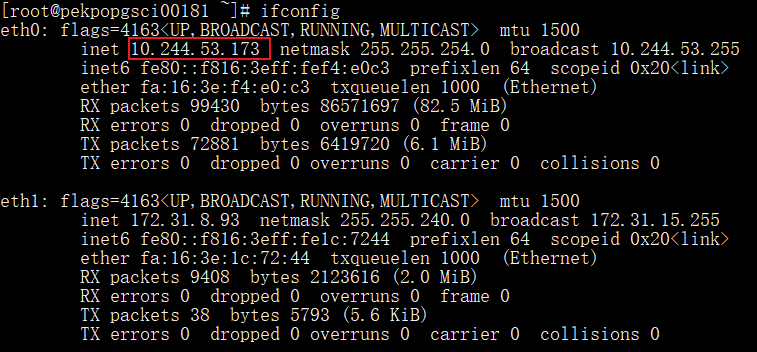 [root@pekpopgsci00181 ~]# ifconfig
eth0: flags=4163<UP,BROADCAST,RUNNING,MULTICAST>  mtu 1500
        inet 10.244.53.173  netmask 255.255.254.0  broadcast 10.244.53.255
        inet6 fe80::f816:3eff:fef4:e0c3  prefixlen 64  scopeid 0x20<link>
        ether fa:16:3e:f4:e0:c3  txqueuelen 1000  (Ethernet)
        RX packets 99430  bytes 86571697 (82.5 MiB)
        RX errors 0  dropped 0  overruns 0  frame 0
        TX packets 72881  bytes 6419720 (6.1 MiB)
        TX errors 0  dropped 0 overruns 0  carrier 0  collisions 0

eth1: flags=4163<UP,BROADCAST,RUNNING,MULTICAST>  mtu 1500
        inet 172.31.8.93  netmask 255.255.240.0  broadcast 172.31.15.255
        inet6 fe80::f816:3eff:fe1c:7244  prefixlen 64  scopeid 0x20<link>
        ether fa:16:3e:1c:72:44  txqueuelen 1000  (Ethernet)
        RX packets 9408  bytes 2123616 (2.0 MiB)
        RX errors 0  dropped 0  overruns 0  frame 0
        TX packets 38  bytes 5793 (5.6 KiB)
        TX errors 0  dropped 0 overruns 0  carrier 0  collisions 0